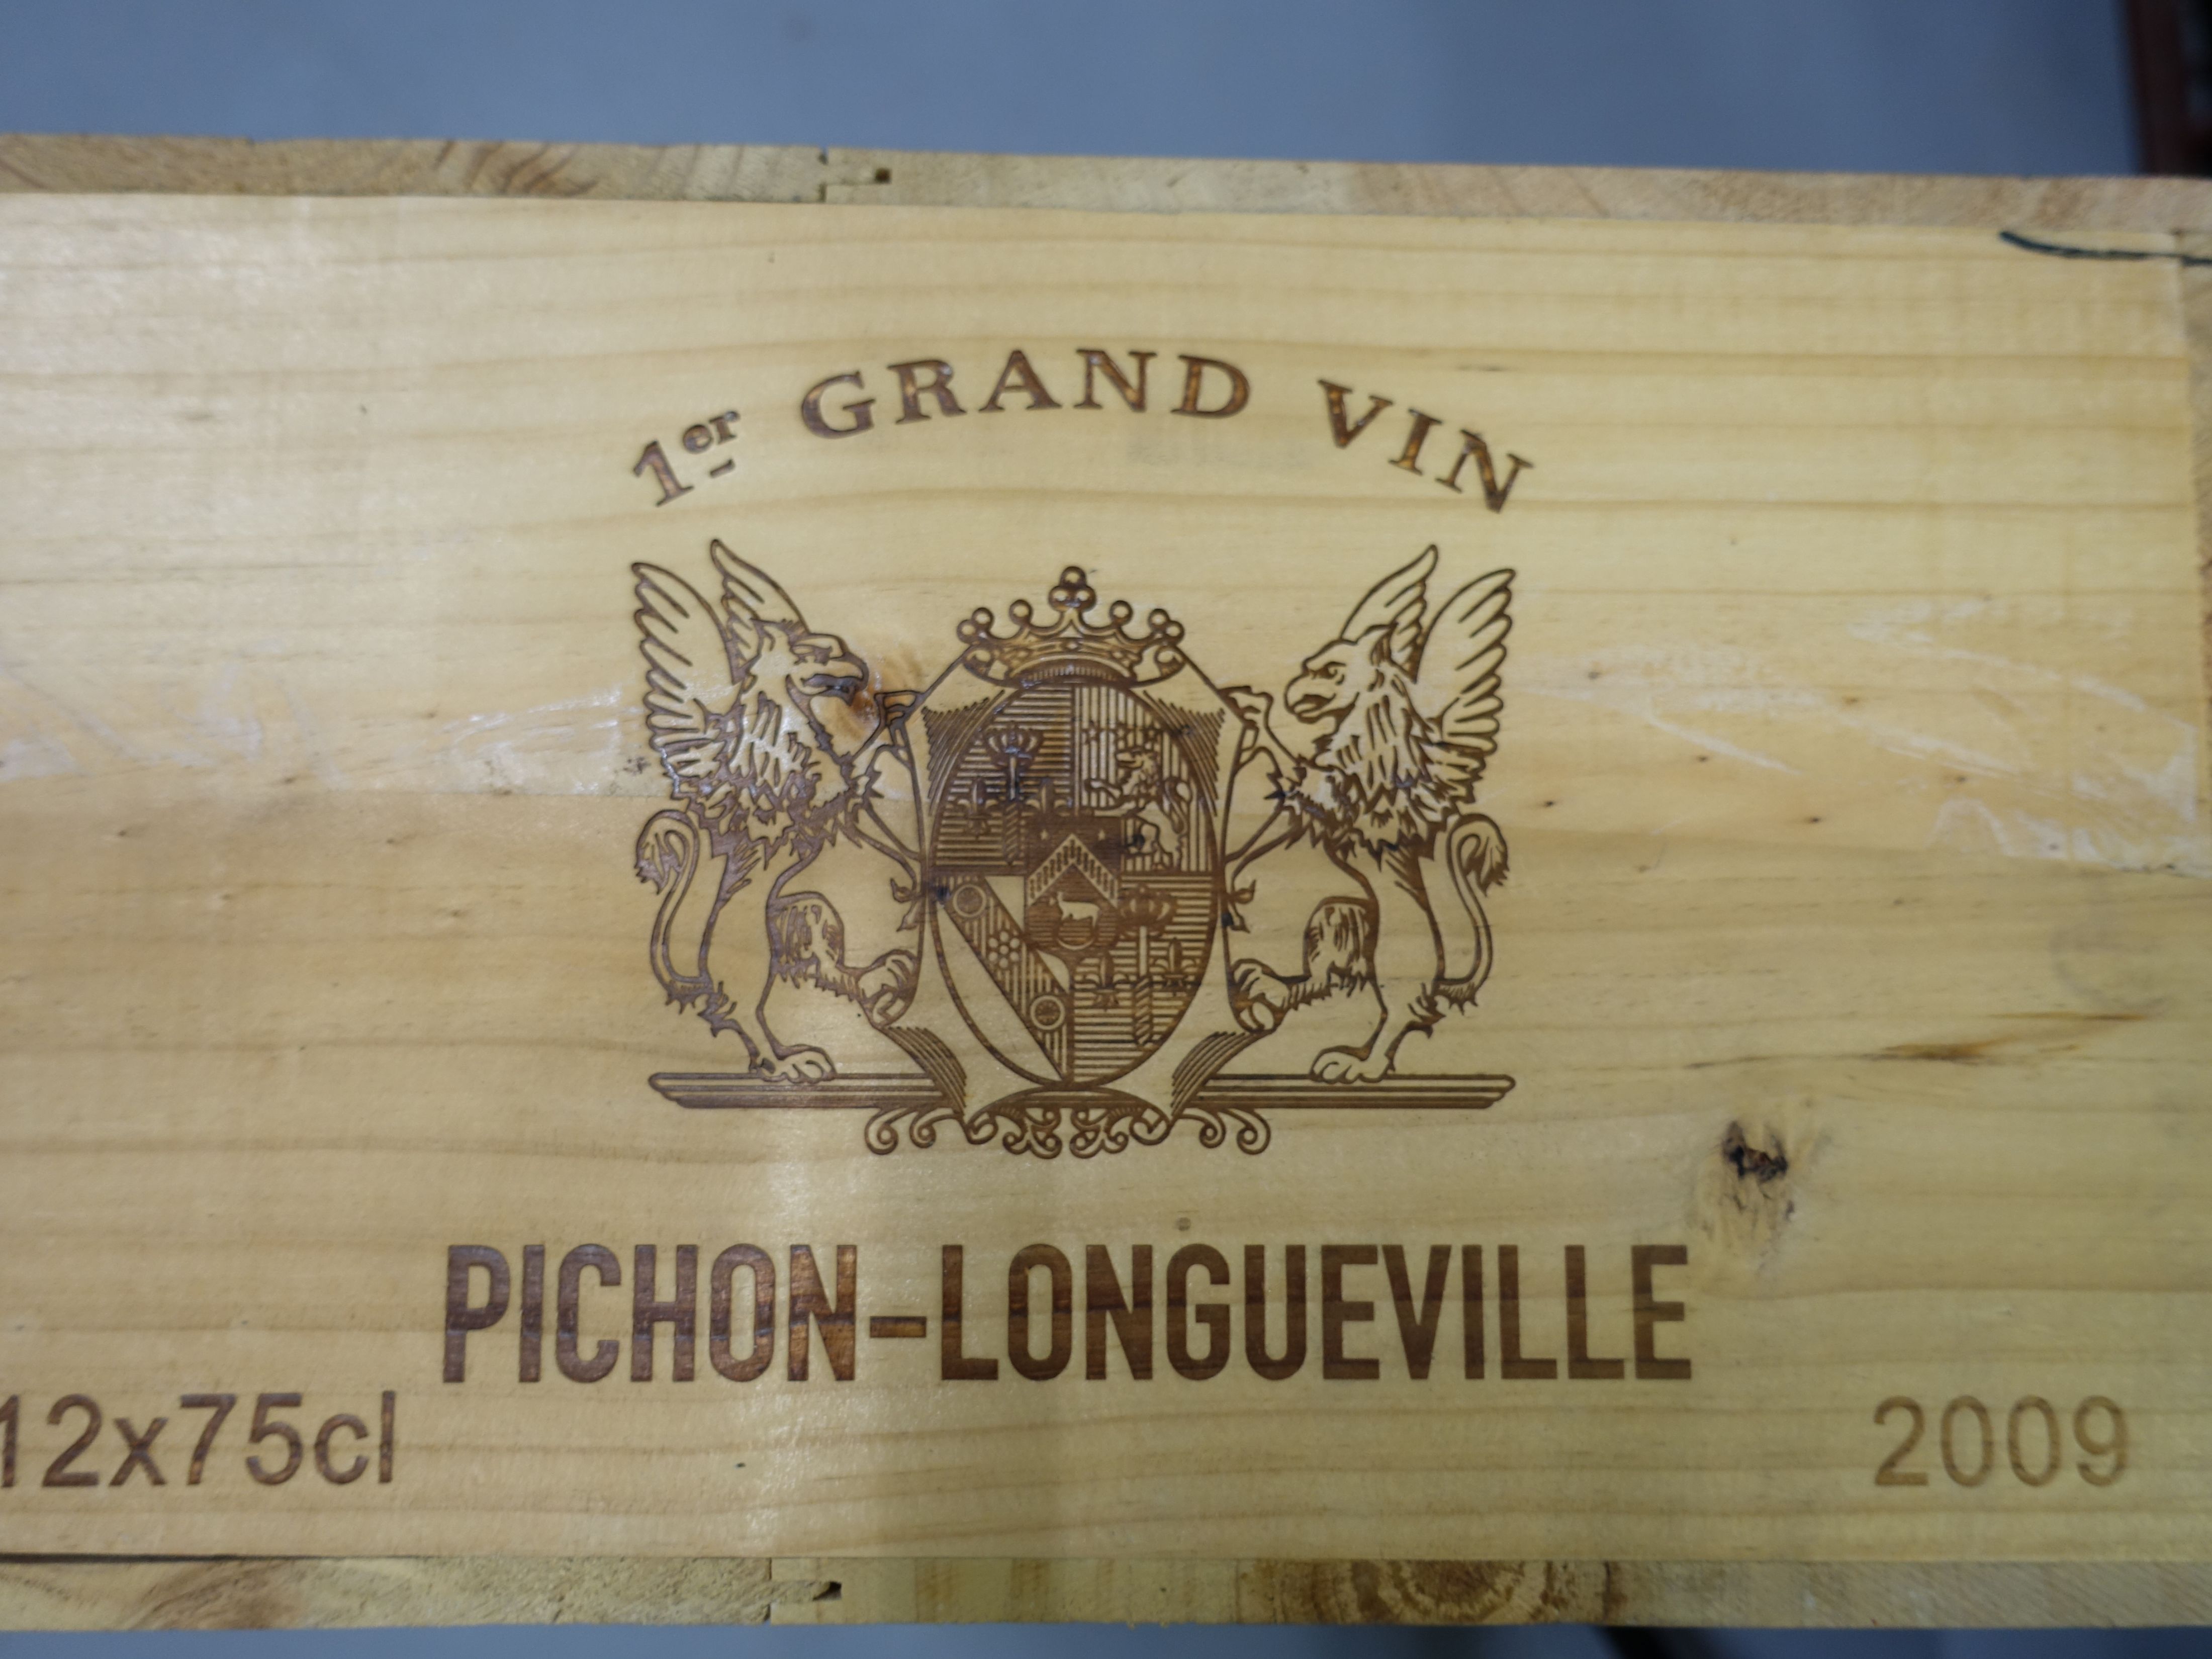 1er GRAND VIN
PICHON-LONGUEVILLE
12x75cl
2009